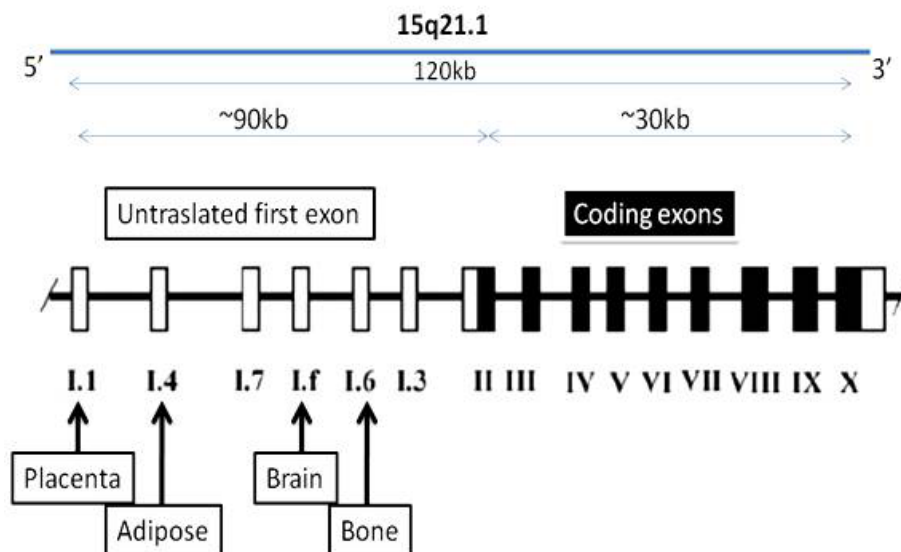 15q21.1
5′ 3′
120kb
~90kb ~30kb
Untraslated first exon Coding exons
I.1 I.4 I.7 I.f I.6 I.3 II III IV V VI VII VIII IX X
Placenta Brain
Adipose Bone